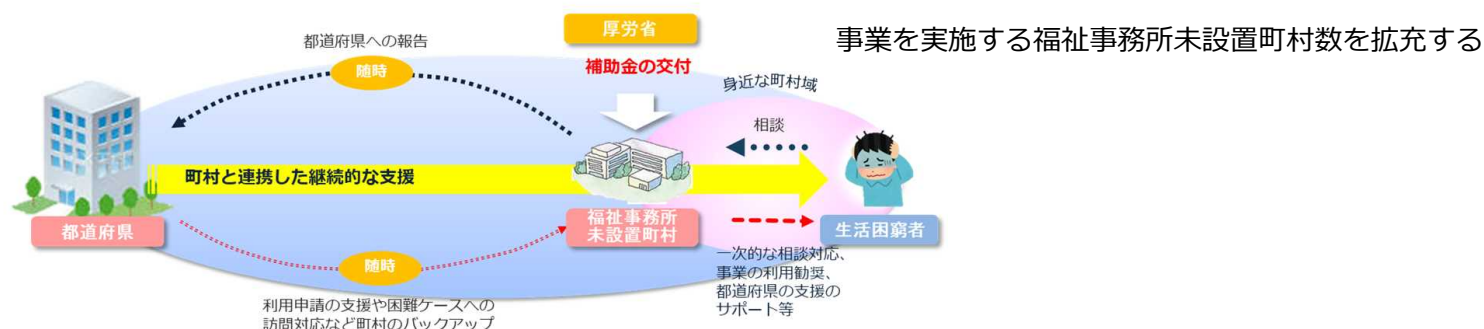 事業を実施する福祉事務所未設置町村数を拡充する
厚労省
補助金の交付
都道府県への報告
随時
身近な町村域
相談
町村と連携した継続的な支援
都道府県
福祉事務所
未設置町村
生活困窮者
一次的な相談対応、
事業の利用勧奨、
都道府県の支援の
サポート等
随時
利用申請の支援や困難ケースへの
訪問対応など町村のバックアップ